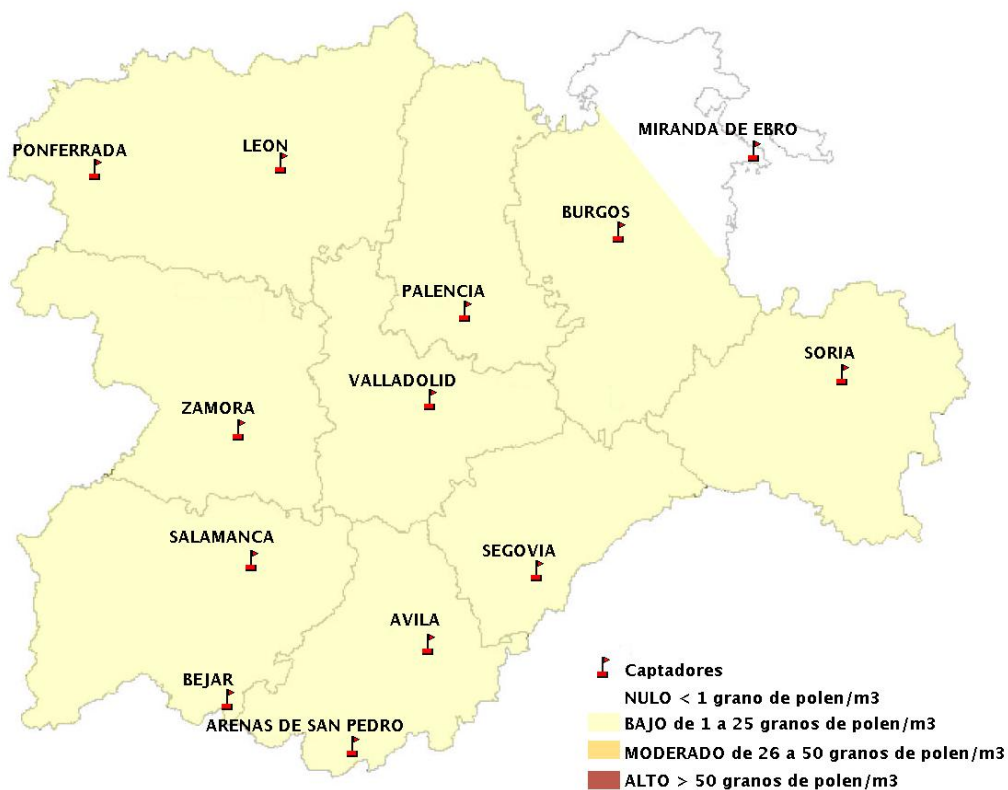 MIRANDA DE EBRO
PONFERRADA
LEON
BURGOS
PALENCIA
SORIA
VALLADOLID
ZAMORA
SALAMANCA
SEGOVIA
AVILA
BEJAR
ARENAS DE SAN PEDRO
Captadores
NULO < 1 grano de polen/m3
BAJO de 1 a 25 granos de polen/m3
MODERADO de 26 a 50 granos de polen/m3
ALTO > 50 granos de polen/m3